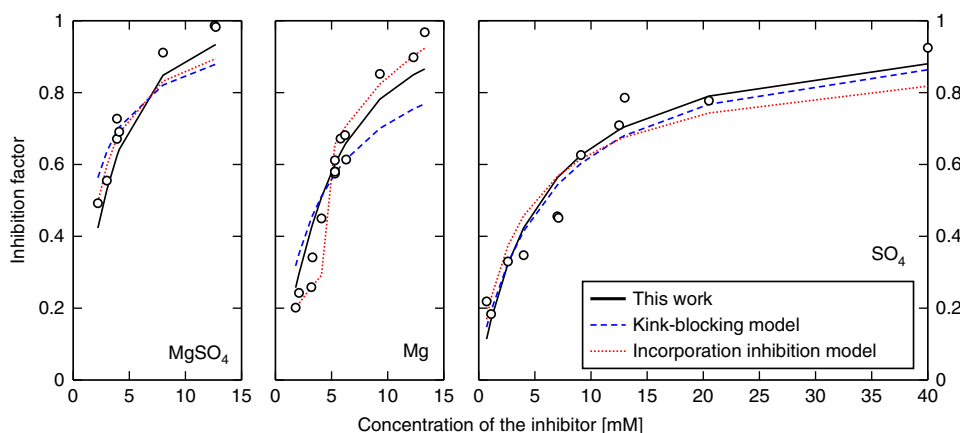 1
0.8
0.6
0.4
0.2
0
Inhibition factor
0 5 10 15
MgSO4
0 5 10 15
Mg
0 5 10 15 20 25 30 35 40
SO4
This work
Kink-blocking model
Incorporation inhibition model
1
0.8
0.6
0.4
0.2
0
Concentration of the inhibitor [mM]